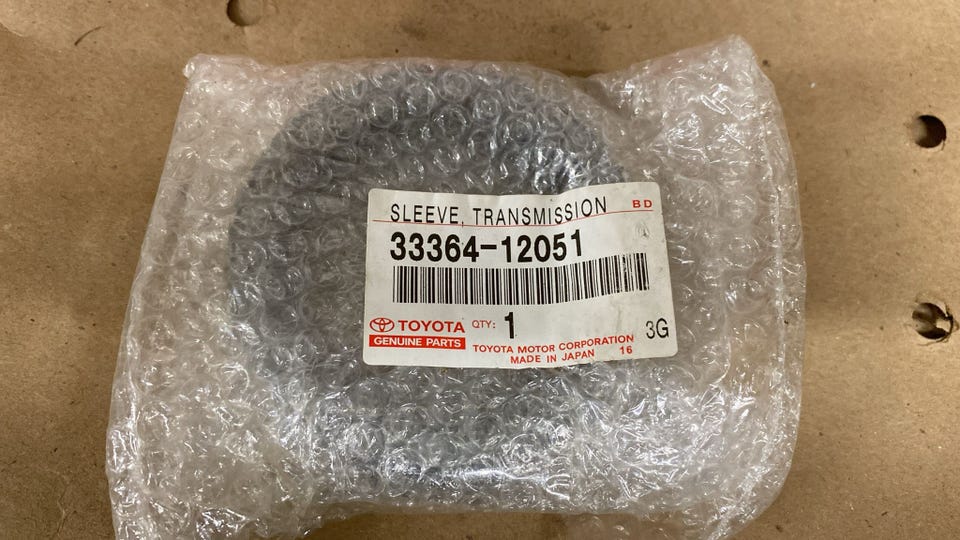 SLEEVE, TRANSMISSION BD
33364-12051
TOYOTA QTY: 1 3G
GENUINE PARTS
TOYOTA MOTOR CORPORATION
MADE IN JAPAN 16